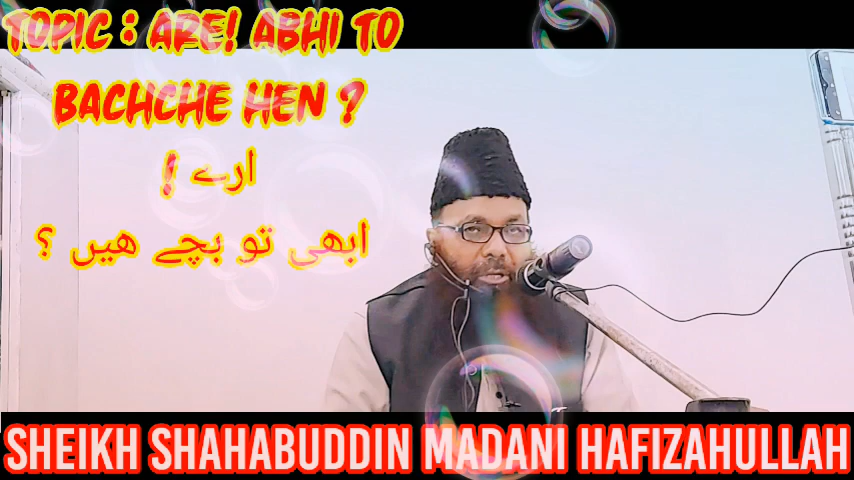 TOPIC : ARE! ABHI TO
BACHCHE HEN ?
ارے !
ابھی تو بچے ھیں ؟
SHEIKH SHAHABUDDIN MADANI HAFIZAHULLAH